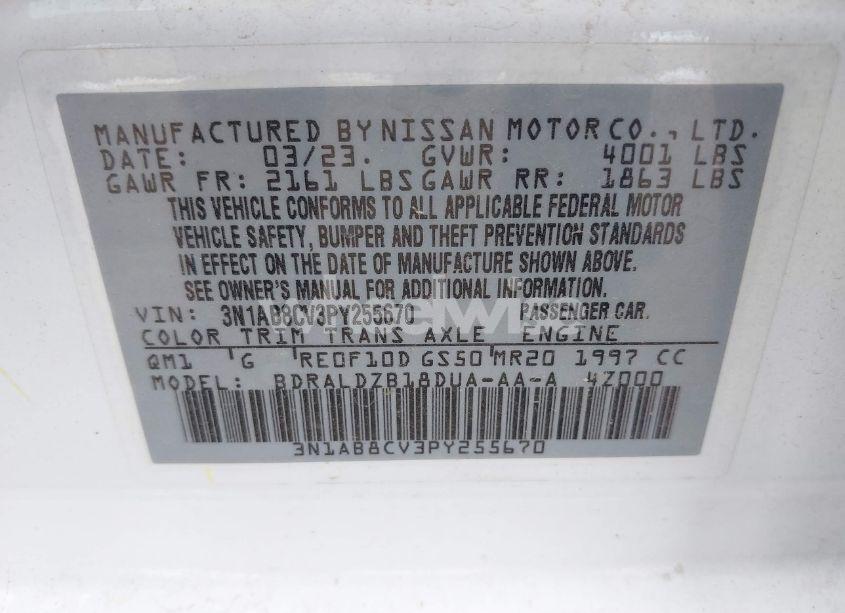 MANUFACTURED BY NISSAN MOTOR CO., LTD.
DATE: 03/23. GVWR: 4001 LBS
GAWR FR: 2161 LBS GAWR RR: 1863 LBS
THIS VEHICLE CONFORMS TO ALL APPLICABLE FEDERAL MOTOR
VEHICLE SAFETY, BUMPER AND THEFT PREVENTION STANDARDS
IN EFFECT ON THE DATE OF MANUFACTURE SHOWN ABOVE.
SEE OWNER'S MANUAL FOR ADDITIONAL INFORMATION.
VIN: 3N1AB8CV3PY255670 PASSENGER CAR.
COLOR TRIM TRANS AXLE ENGINE
QM1 G RE0F10D GS50 MR20 1997 CC
MODEL: BDRALDZB18DUA-AA-A 4Z000
3N1AB8CV3PY255670